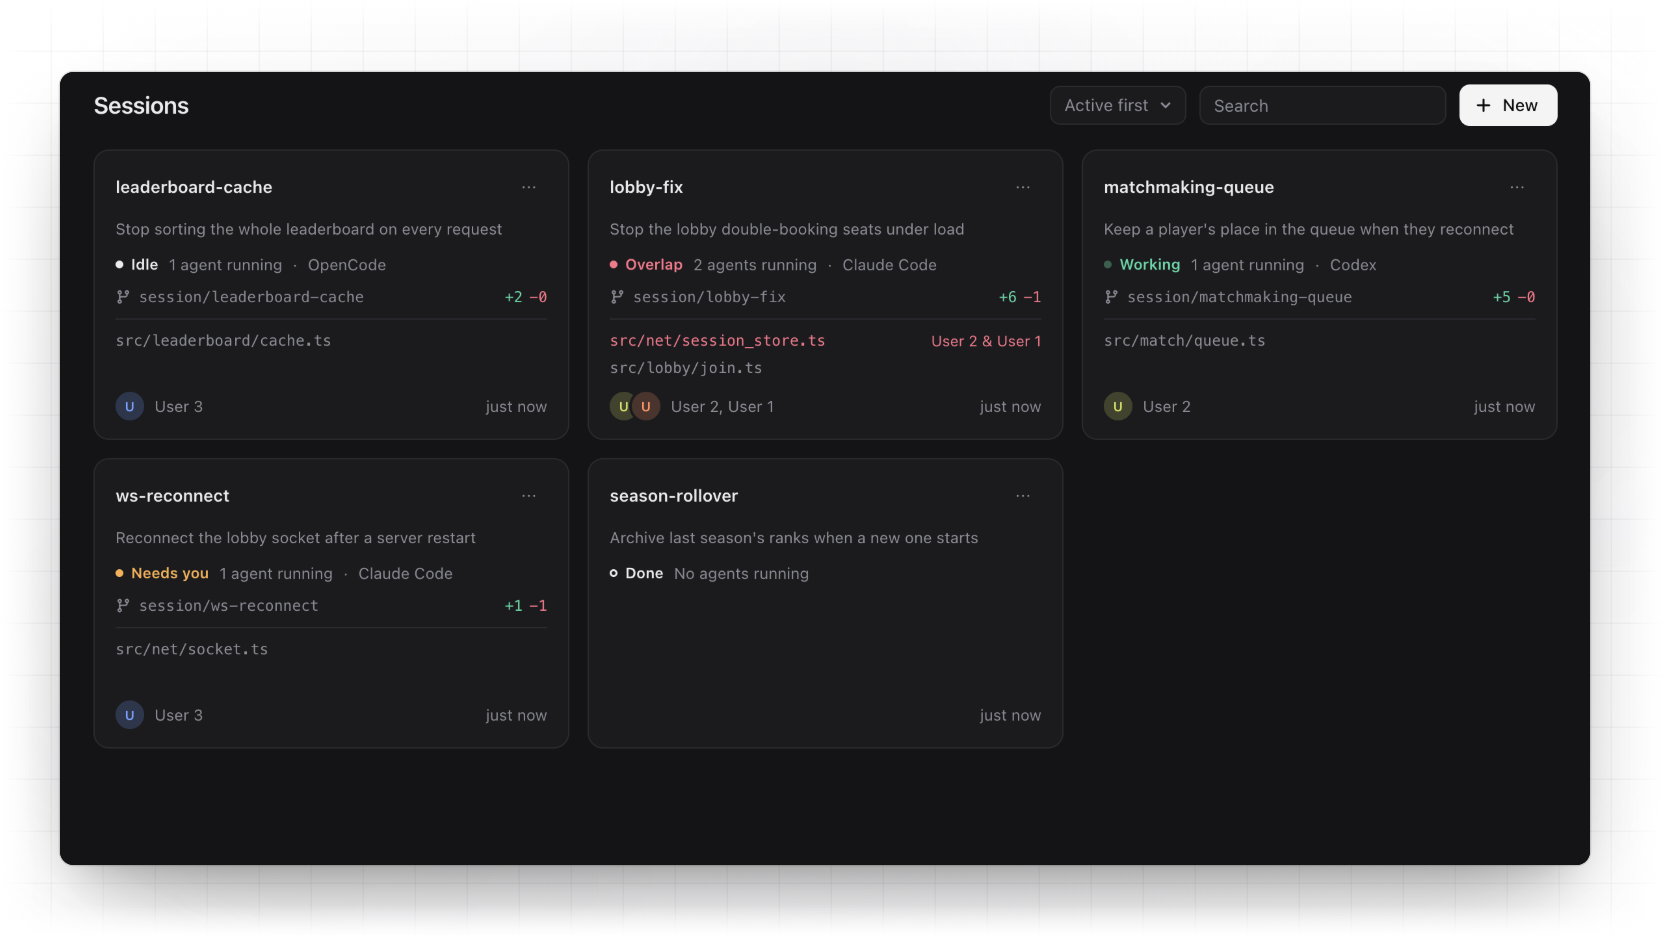 Sessions
Active first
Search
+ New
leaderboard-cache ...
Stop sorting the whole leaderboard on every request
Idle 1 agent running · OpenCode
session/leaderboard-cache +2 −0
src/leaderboard/cache.ts
U User 3 just now
lobby-fix ...
Stop the lobby double-booking seats under load
Overlap 2 agents running · Claude Code
session/lobby-fix +6 −1
src/net/session_store.ts User 2 & User 1
src/lobby/join.ts
U U User 2, User 1 just now
matchmaking-queue ...
Keep a player's place in the queue when they reconnect
Working 1 agent running · Codex
session/matchmaking-queue +5 −0
src/match/queue.ts
U User 2 just now
ws-reconnect ...
Reconnect the lobby socket after a server restart
Needs you 1 agent running · Claude Code
session/ws-reconnect +1 −1
src/net/socket.ts
U User 3 just now
season-rollover ...
Archive last season's ranks when a new one starts
Done No agents running
just now